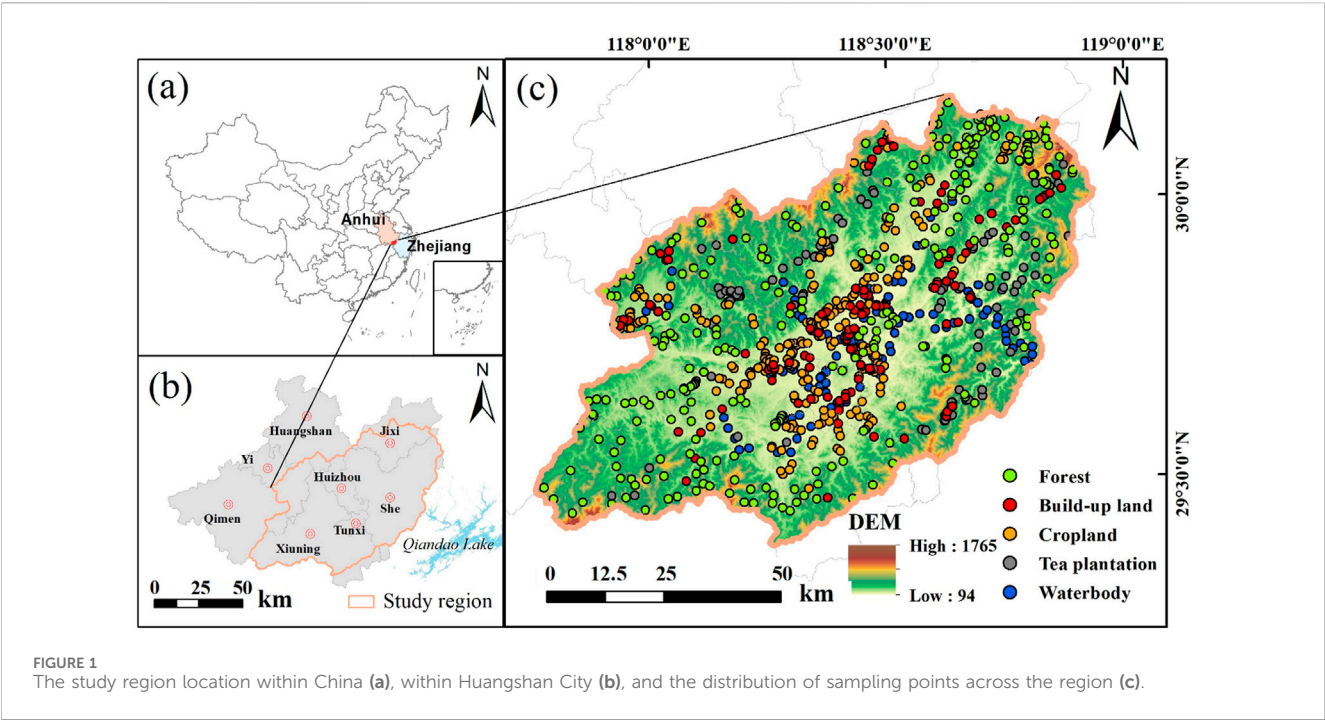 118°0'0"E 118°30'0"E 119°0'0"E
(a)
N
Anhui
Zhejiang
(b)
N
Huangshan
Jixi
Yi
Huizhou
Qimen
She
Tunxi
Xiuning
Qiandao Lake
0 25 50 km
Study region
(c)
N
30°0'0"N
29°30'0"N
Forest
Build-up land
Cropland
Tea plantation
Waterbody
DEM
High : 1765
Low : 94
0 12.5 25 50 km
FIGURE 1
The study region location within China (a), within Huangshan City (b), and the distribution of sampling points across the region (c).